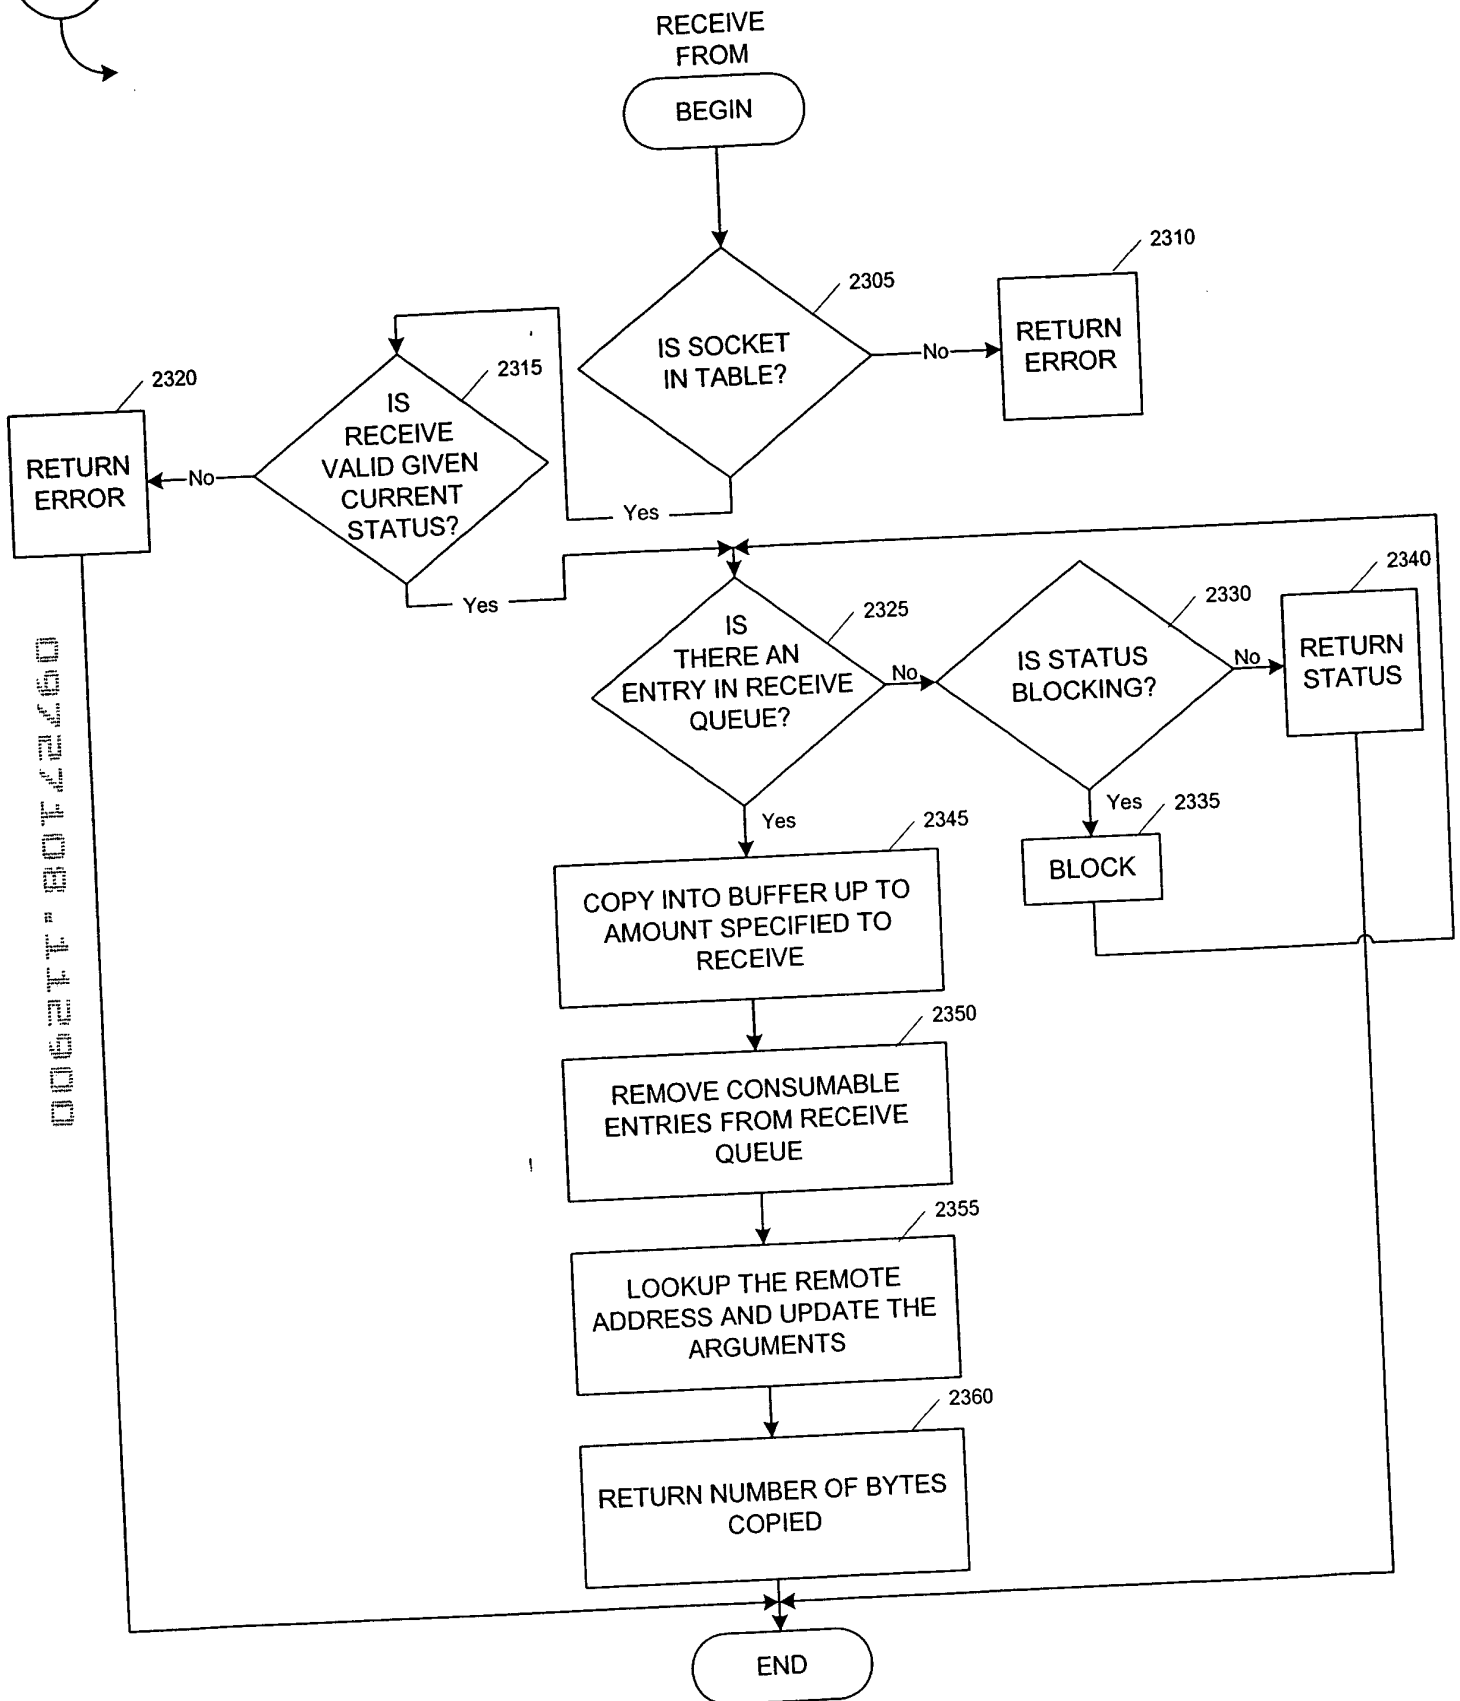 RECEIVE
FROM
BEGIN
2310
2305
IS SOCKET
IN TABLE?
No
RETURN
ERROR
2320
2315
IS
RECEIVE
VALID GIVEN
CURRENT
STATUS?
No
RETURN
ERROR
Yes
Yes
2340
2330
2325
IS
THERE AN
ENTRY IN RECEIVE
QUEUE?
No
IS STATUS
BLOCKING?
No
RETURN
STATUS
Yes
2335
BLOCK
Yes
2345
COPY INTO BUFFER UP TO
AMOUNT SPECIFIED TO
RECEIVE
2350
REMOVE CONSUMABLE
ENTRIES FROM RECEIVE
QUEUE
2355
LOOKUP THE REMOTE
ADDRESS AND UPDATE THE
ARGUMENTS
2360
RETURN NUMBER OF BYTES
COPIED
END
09727108.112900